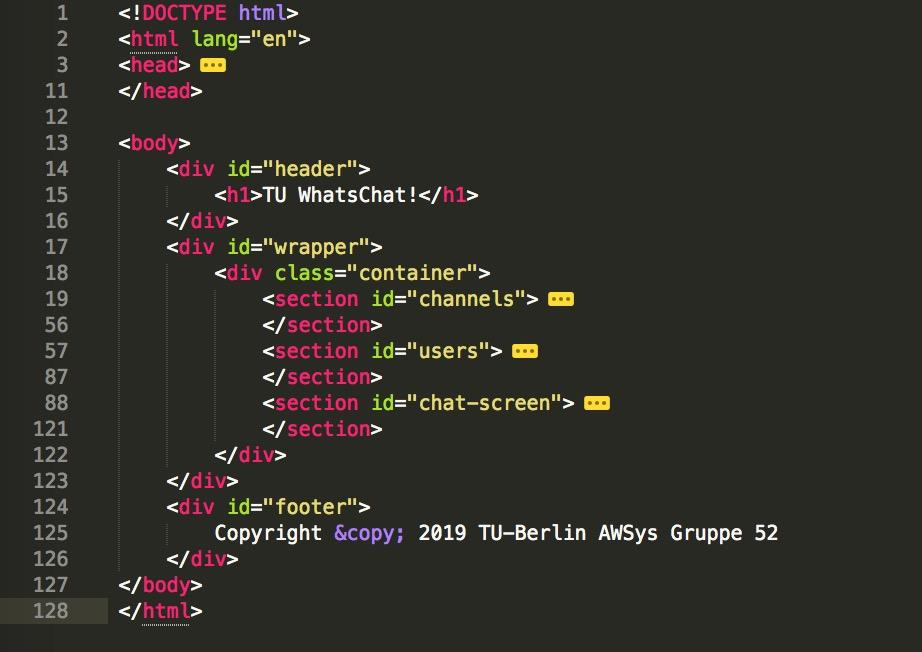 1 <!DOCTYPE html>
2 <html lang="en">
3 <head> ···
11 </head>
12
13 <body>
14 <div id="header">
15 <h1>TU WhatsChat!</h1>
16 </div>
17 <div id="wrapper">
18 <div class="container">
19 <section id="channels"> ···
56 </section>
57 <section id="users"> ···
87 </section>
88 <section id="chat-screen"> ···
121 </section>
122 </div>
123 </div>
124 <div id="footer">
125 Copyright &copy; 2019 TU-Berlin AWSys Gruppe 52
126 </div>
127 </body>
128 </html>